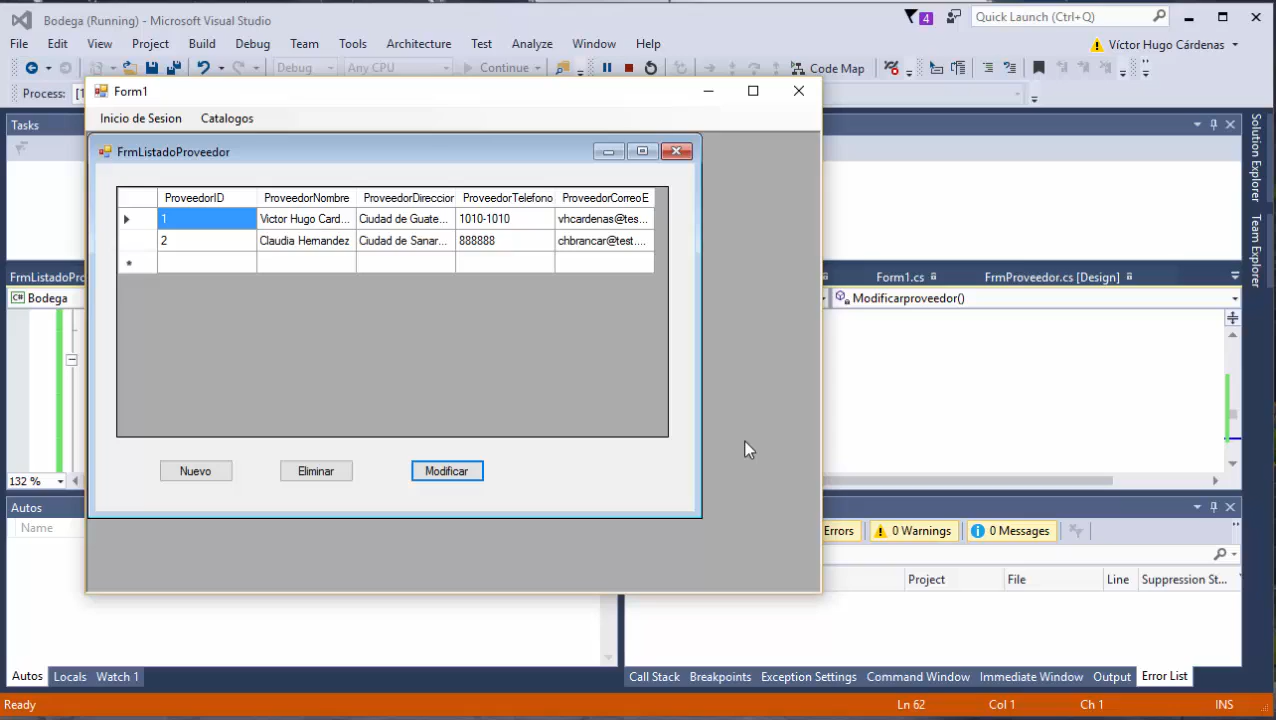 Bodega (Running) - Microsoft Visual Studio
4
Quick Launch (Ctrl+Q)
File Edit View Project Build Debug Team Tools Architecture Test Analyze Window Help
Víctor Hugo Cárdenas
Debug Any CPU Continue Code Map
Process: [1
Form1
Inicio de Sesion Catalogos
Tasks
FrmListadoProveedor
ProveedorID ProveedorNombre ProveedorDireccior ProveedorTelefono ProveedorCorreoE
1 Victor Hugo Card... Ciudad de Guate... 1010-1010 vhcardenas@tes...
2 Claudia Hernandez Ciudad de Sanar... 888888 chbrancar@test....
*
FrmListadoPro
Form1.cs FrmProveedor.cs [Design]
C# Bodega
Modificarproveedor()
Nuevo Eliminar Modificar
132 %
Autos
Name
Errors 0 Warnings 0 Messages
Project File Line Suppression St...
Autos Locals Watch 1
Call Stack Breakpoints Exception Settings Command Window Immediate Window Output Error List
Ready Ln 62 Col 1 Ch 1 INS
Solution Explorer
Team Explorer